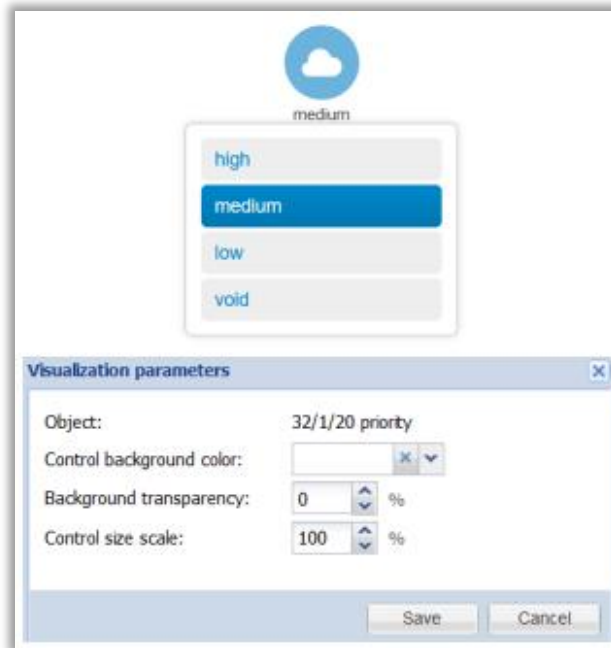 medium
high
medium
low
void
Visualization parameters
Object: 32/1/20 priority
Control background color:
Background transparency: 0 %
Control size scale: 100 %
Save Cancel